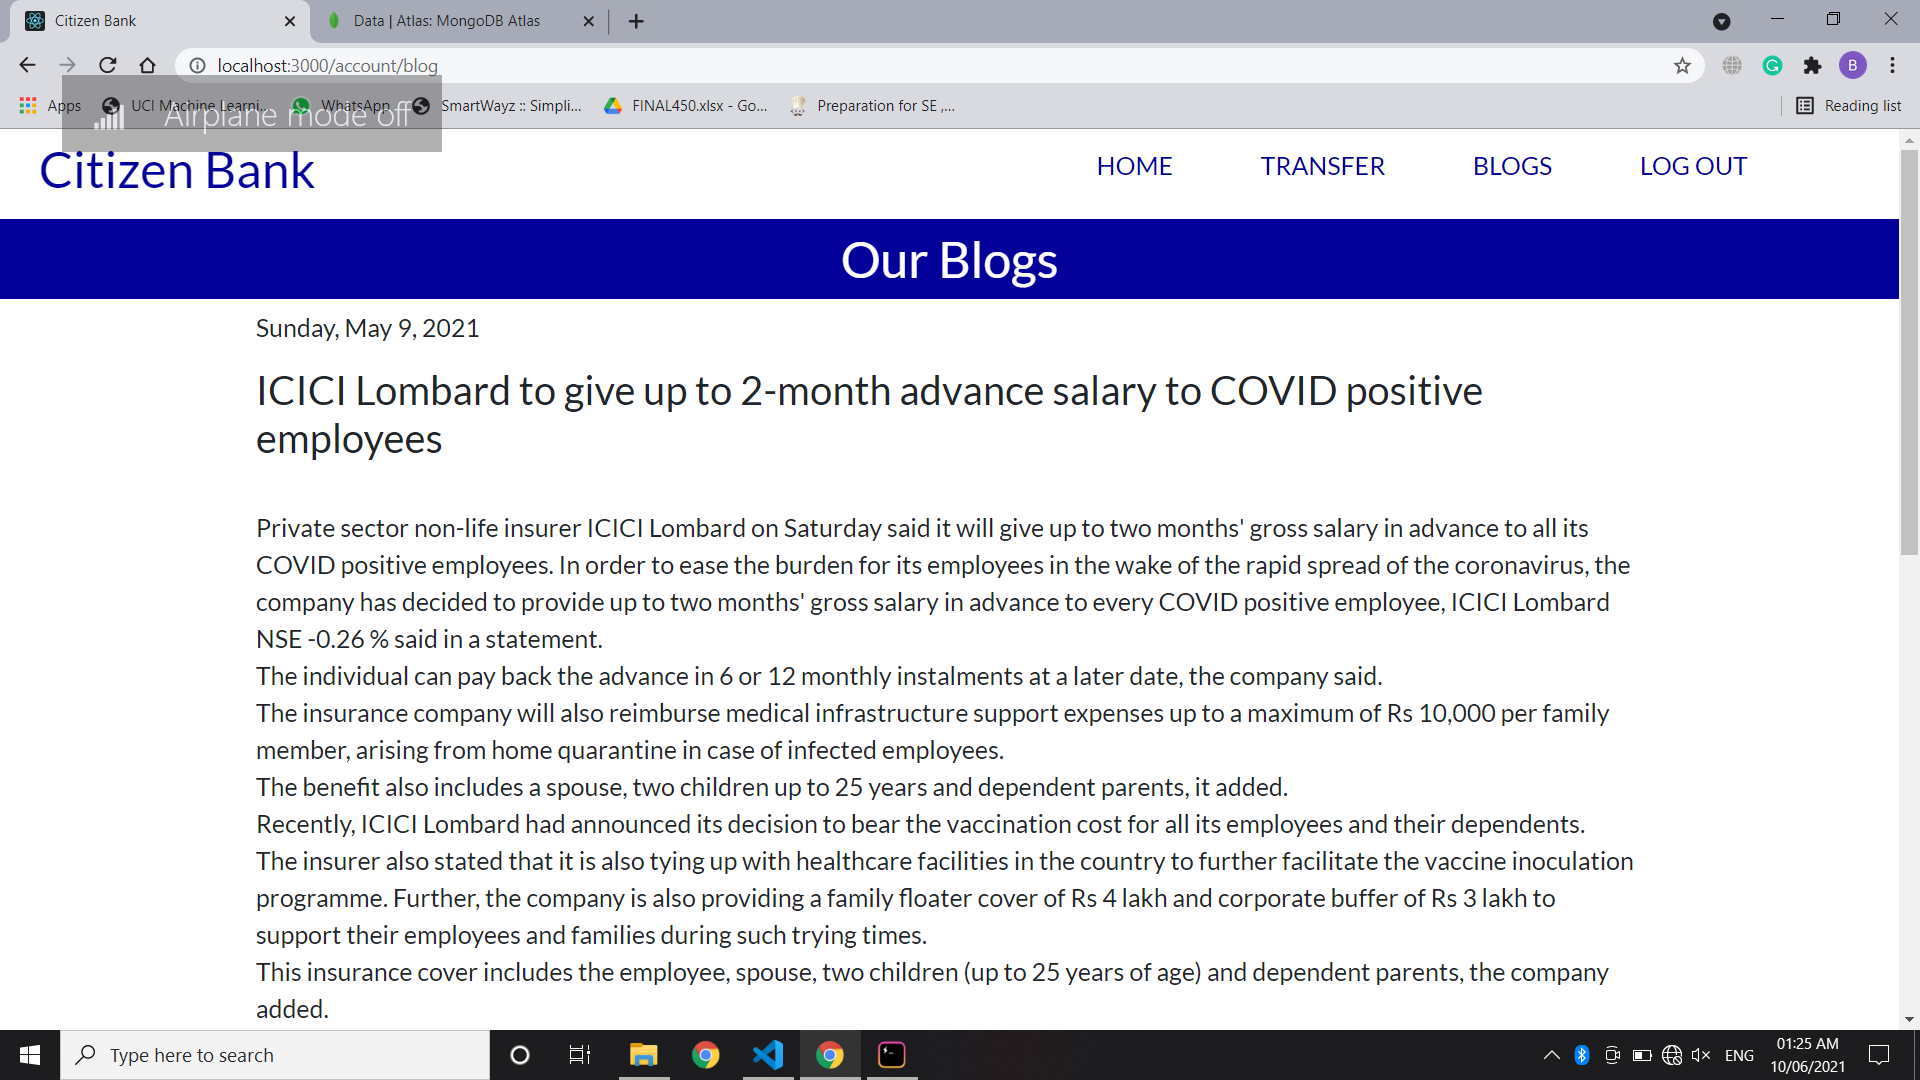 Citizen Bank
Data | Atlas: MongoDB Atlas
localhost:3000/account/blog
B
Apps
UCI Machine Learni...
WhatsApp
SmartWayz :: Simpli...
FINAL450.xlsx - Go...
Preparation for SE ,...
Reading list
Airplane mode off
Citizen Bank
HOME
TRANSFER
BLOGS
LOG OUT
Our Blogs
Sunday, May 9, 2021
ICICI Lombard to give up to 2-month advance salary to COVID positive
employees
Private sector non-life insurer ICICI Lombard on Saturday said it will give up to two months' gross salary in advance to all its
COVID positive employees. In order to ease the burden for its employees in the wake of the rapid spread of the coronavirus, the
company has decided to provide up to two months' gross salary in advance to every COVID positive employee, ICICI Lombard
NSE -0.26 % said in a statement.
The individual can pay back the advance in 6 or 12 monthly instalments at a later date, the company said.
The insurance company will also reimburse medical infrastructure support expenses up to a maximum of Rs 10,000 per family
member, arising from home quarantine in case of infected employees.
The benefit also includes a spouse, two children up to 25 years and dependent parents, it added.
Recently, ICICI Lombard had announced its decision to bear the vaccination cost for all its employees and their dependents.
The insurer also stated that it is also tying up with healthcare facilities in the country to further facilitate the vaccine inoculation
programme. Further, the company is also providing a family floater cover of Rs 4 lakh and corporate buffer of Rs 3 lakh to
support their employees and families during such trying times.
This insurance cover includes the employee, spouse, two children (up to 25 years of age) and dependent parents, the company
added.
Type here to search
ENG
01:25 AM
10/06/2021